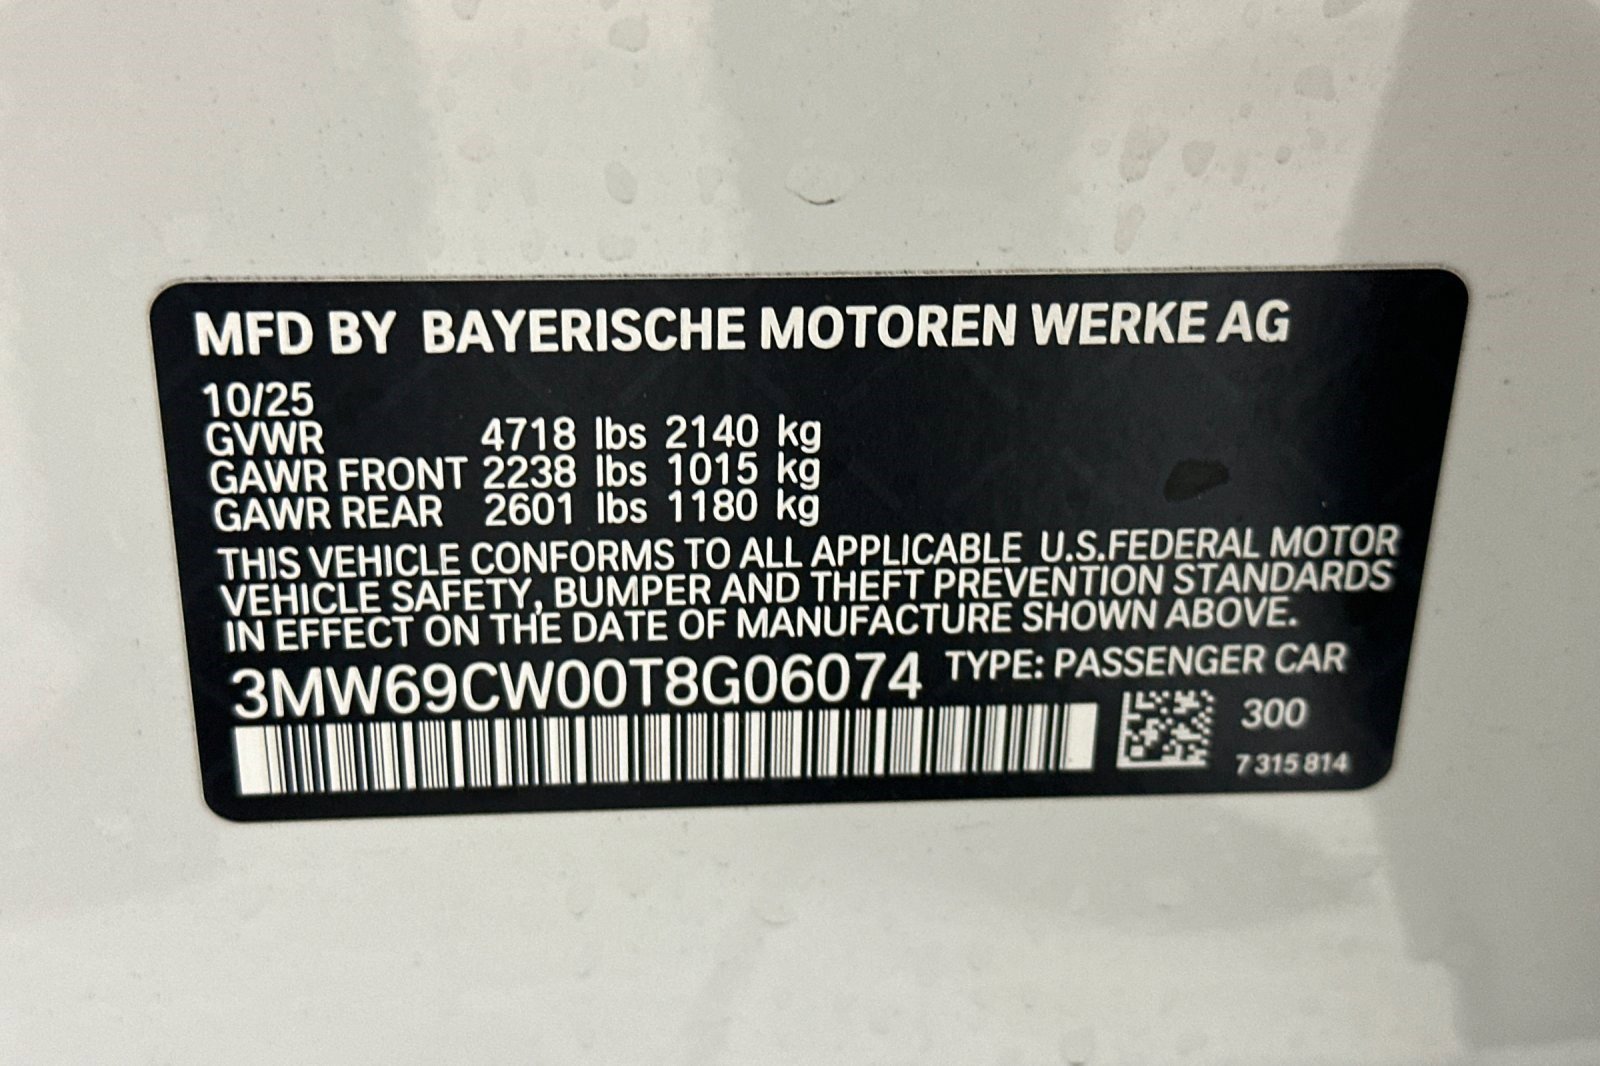 MFD BY BAYERISCHE MOTOREN WERKE AG
10/25
GVWR 4718 lbs 2140 kg
GAWR FRONT 2238 lbs 1015 kg
GAWR REAR 2601 lbs 1180 kg
THIS VEHICLE CONFORMS TO ALL APPLICABLE U.S.FEDERAL MOTOR
VEHICLE SAFETY, BUMPER AND THEFT PREVENTION STANDARDS
IN EFFECT ON THE DATE OF MANUFACTURE SHOWN ABOVE.
3MW69CW00T8G06074 TYPE: PASSENGER CAR
300
7 315 814